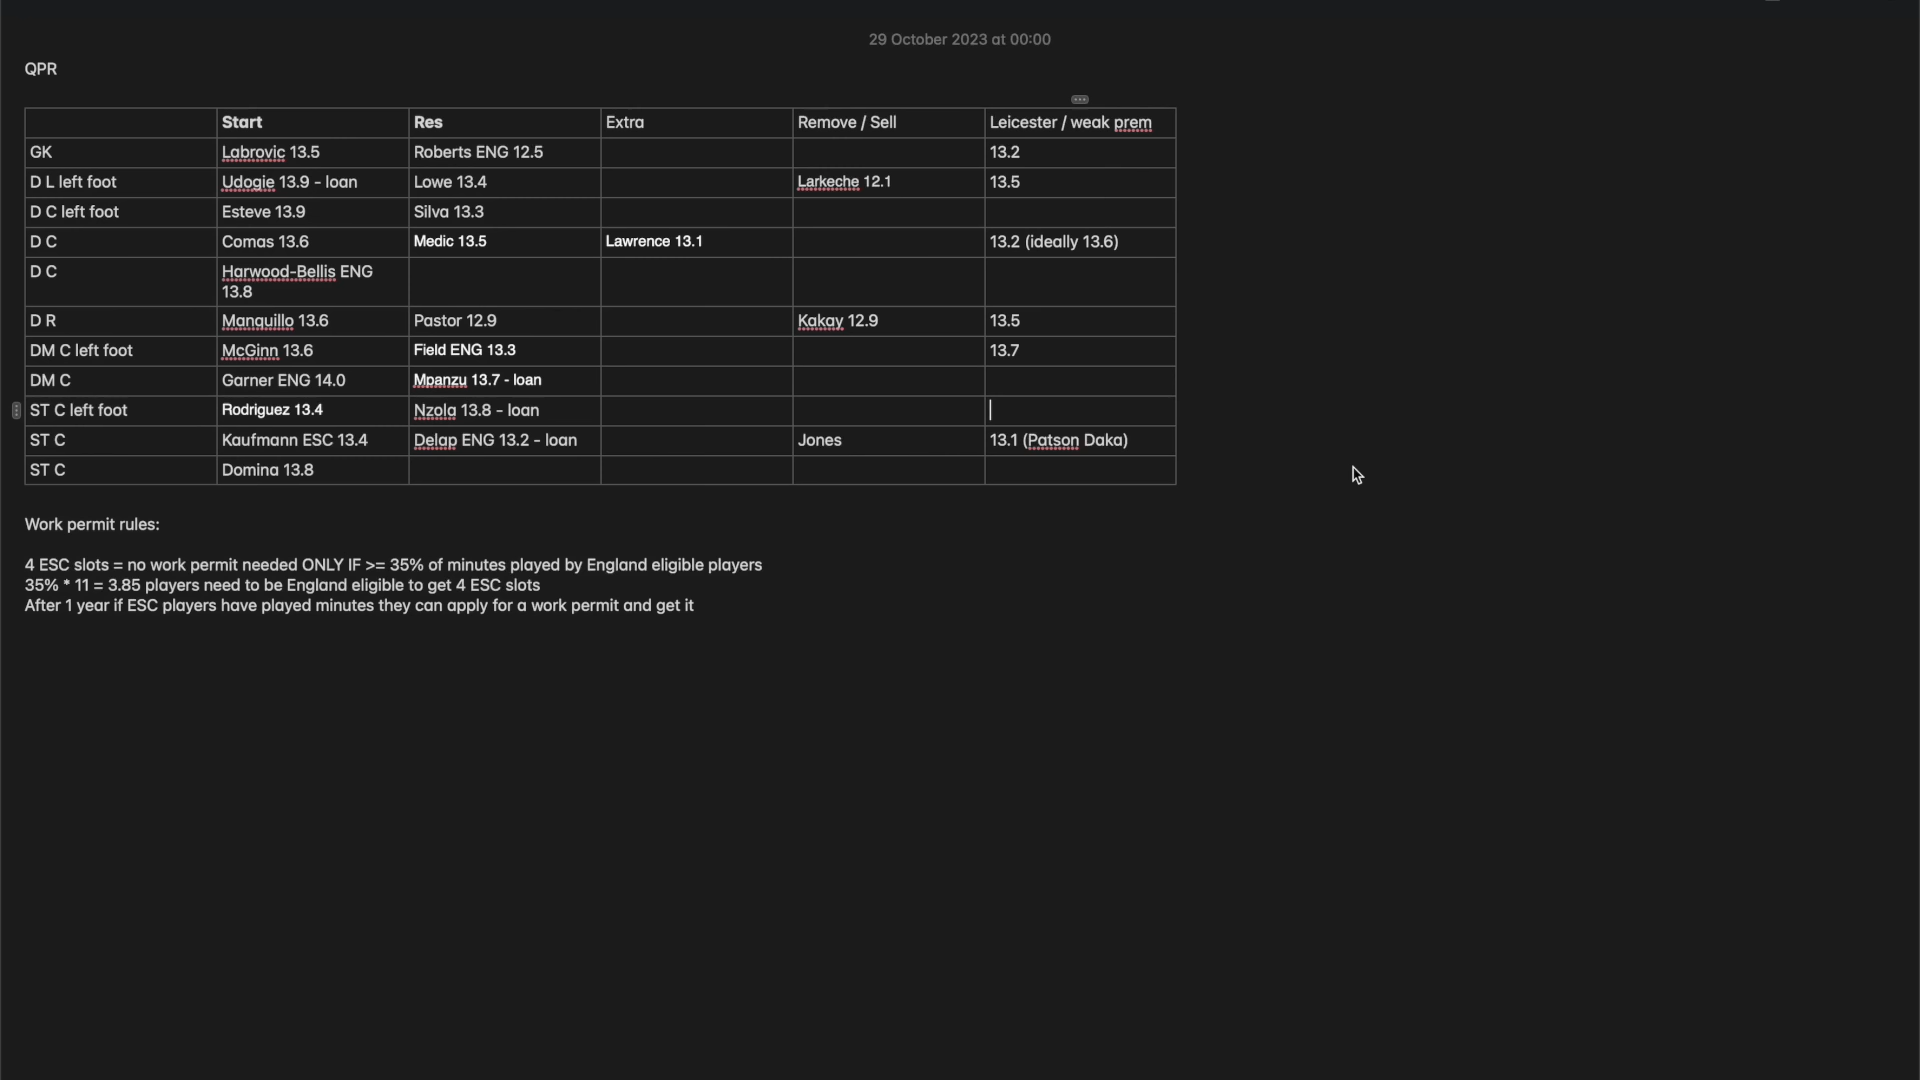 29 October 2023 at 00:00
QPR
Start Res Extra Remove / Sell Leicester / weak prem
GK Labrovic 13.5 Roberts ENG 12.5 13.2
D L left foot Udogie 13.9 - loan Lowe 13.4 Larkeche 12.1 13.5
D C left foot Esteve 13.9 Silva 13.3
D C Comas 13.6 Medic 13.5 Lawrence 13.1 13.2 (ideally 13.6)
D C Harwood-Bellis ENG
13.8
D R Manquillo 13.6 Pastor 12.9 Kakay 12.9 13.5
DM C left foot McGinn 13.6 Field ENG 13.3 13.7
DM C Garner ENG 14.0 Mpanzu 13.7 - loan
ST C left foot Rodriguez 13.4 Nzola 13.8 - loan
ST C Kaufmann ESC 13.4 Delap ENG 13.2 - loan Jones 13.1 (Patson Daka)
ST C Domina 13.8
Work permit rules:
4 ESC slots = no work permit needed ONLY IF >= 35% of minutes played by England eligible players
35% * 11 = 3.85 players need to be England eligible to get 4 ESC slots
After 1 year if ESC players have played minutes they can apply for a work permit and get it